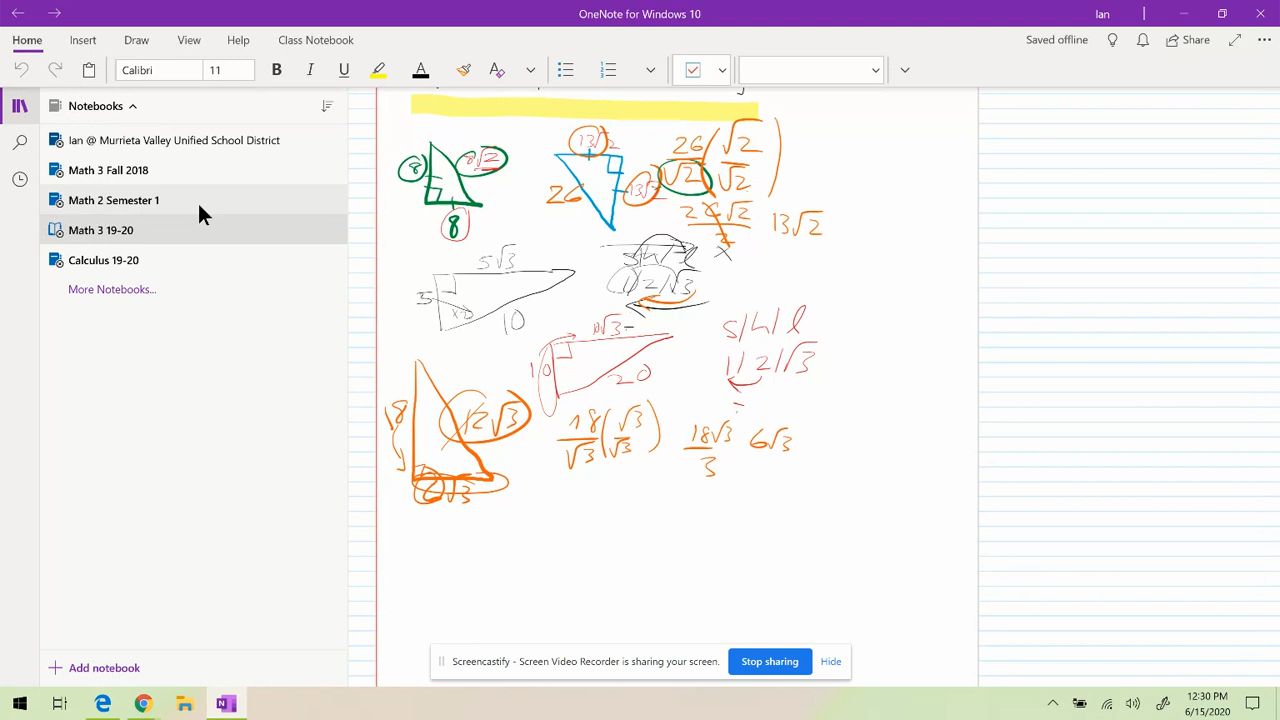 OneNote for Windows 10
Ian
Home Insert Draw View Help Class Notebook
Saved offline
Share
Calibri 11
B I U A
Notebooks
Ian @ Murrieta Valley Unified School District
Math 3 Fall 2018
Math 2 Semester 1
Math 3 19-20
Calculus 19-20
More Notebooks...
Add notebook
8 8√2 8
13√2 26 13√2
26 (√2
√2 √2)
26√2
2
13√2
5√3
5 10
s/h/l
1/2/√3
10√3
10 20
s/h/l
1/2/√3
÷
18 12√3
6√3
18 (√3
√3 √3)
18√3
3
6√3
Screencastify - Screen Video Recorder is sharing your screen. Stop sharing Hide
12:30 PM
6/15/2020